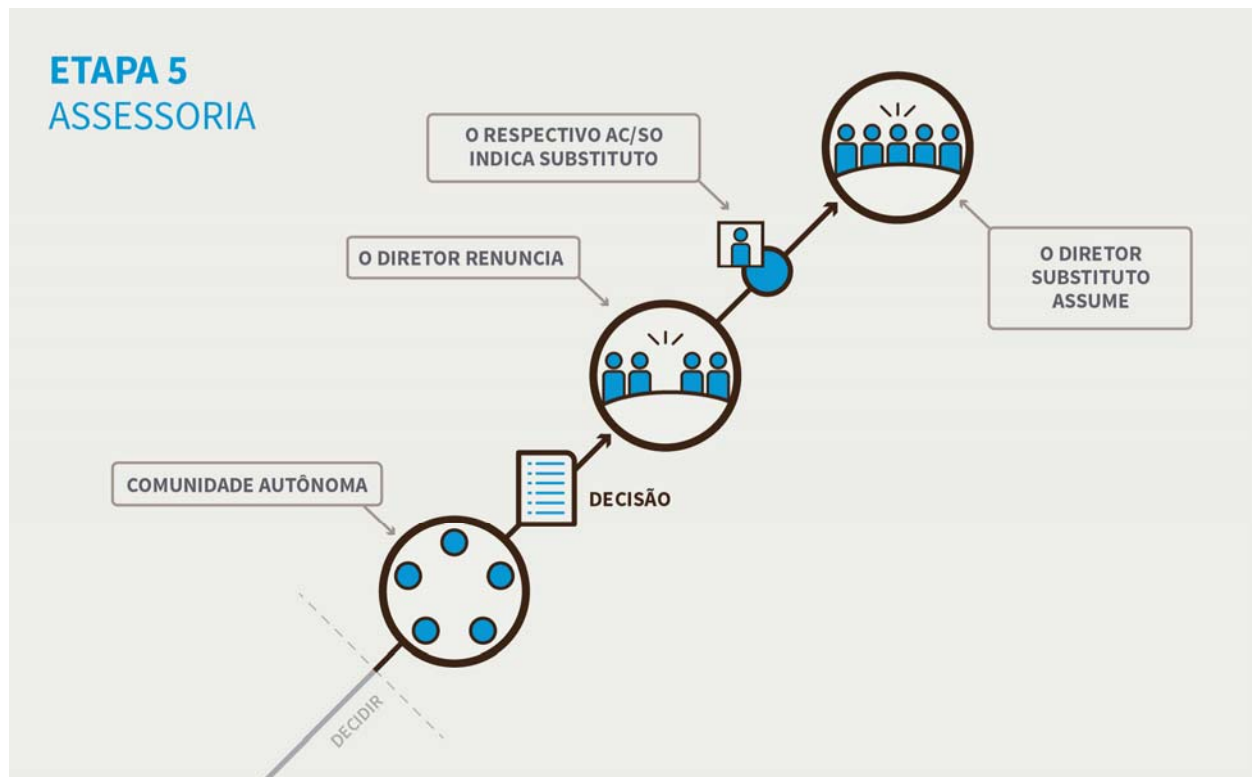 ETAPA 5
ASSESSORIA
O RESPECTIVO AC/SO
INDICA SUBSTITUTO
O DIRETOR RENUNCIA
O DIRETOR
SUBSTITUTO
ASSUME
COMUNIDADE AUTÔNOMA
DECISÃO
DECIDIR